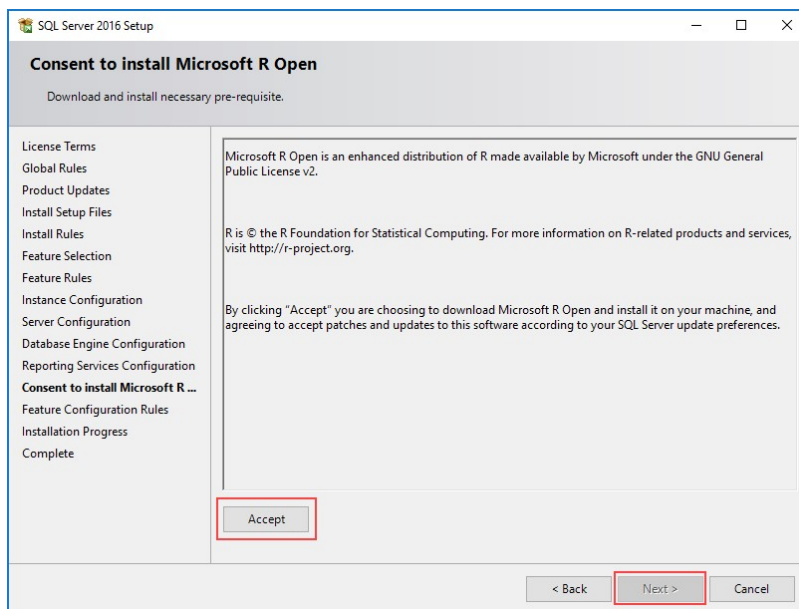 SQL Server 2016 Setup
Consent to install Microsoft R Open
Download and install necessary pre-requisite.
License Terms
Global Rules
Product Updates
Install Setup Files
Install Rules
Feature Selection
Feature Rules
Instance Configuration
Server Configuration
Database Engine Configuration
Reporting Services Configuration
Consent to install Microsoft R ...
Feature Configuration Rules
Installation Progress
Complete
Microsoft R Open is an enhanced distribution of R made available by Microsoft under the GNU General
Public License v2.
R is © the R Foundation for Statistical Computing. For more information on R-related products and services,
visit http://r-project.org.
By clicking "Accept" you are choosing to download Microsoft R Open and install it on your machine, and
agreeing to accept patches and updates to this software according to your SQL Server update preferences.
Accept
< Back
Next >
Cancel